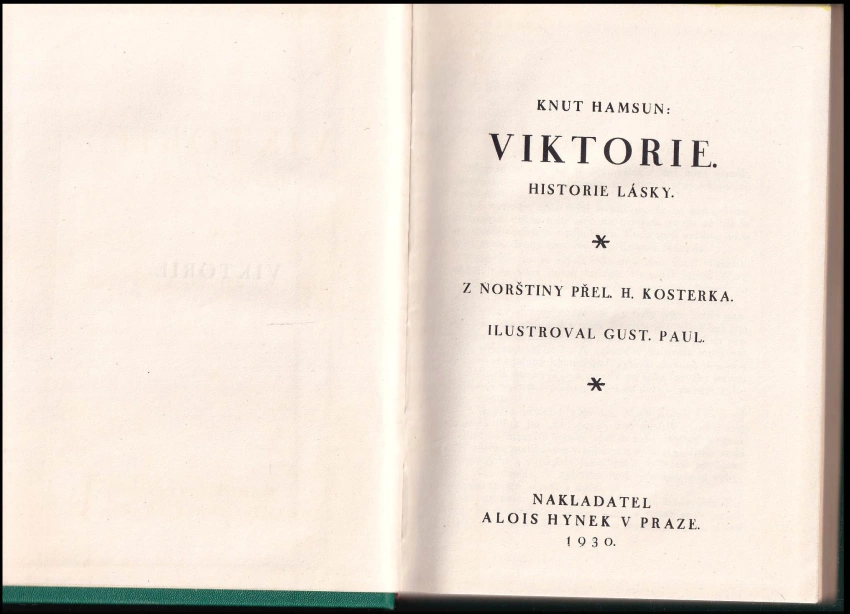 KNUT HAMSUN:
VIKTORIE.
HISTORIE LÁSKY.
*
Z NORŠTINY PŘEL. H. KOSTERKA.
ILUSTROVAL GUST. PAUL.
*
NAKLADATEL
ALOIS HYNEK V PRAZE.
1930.